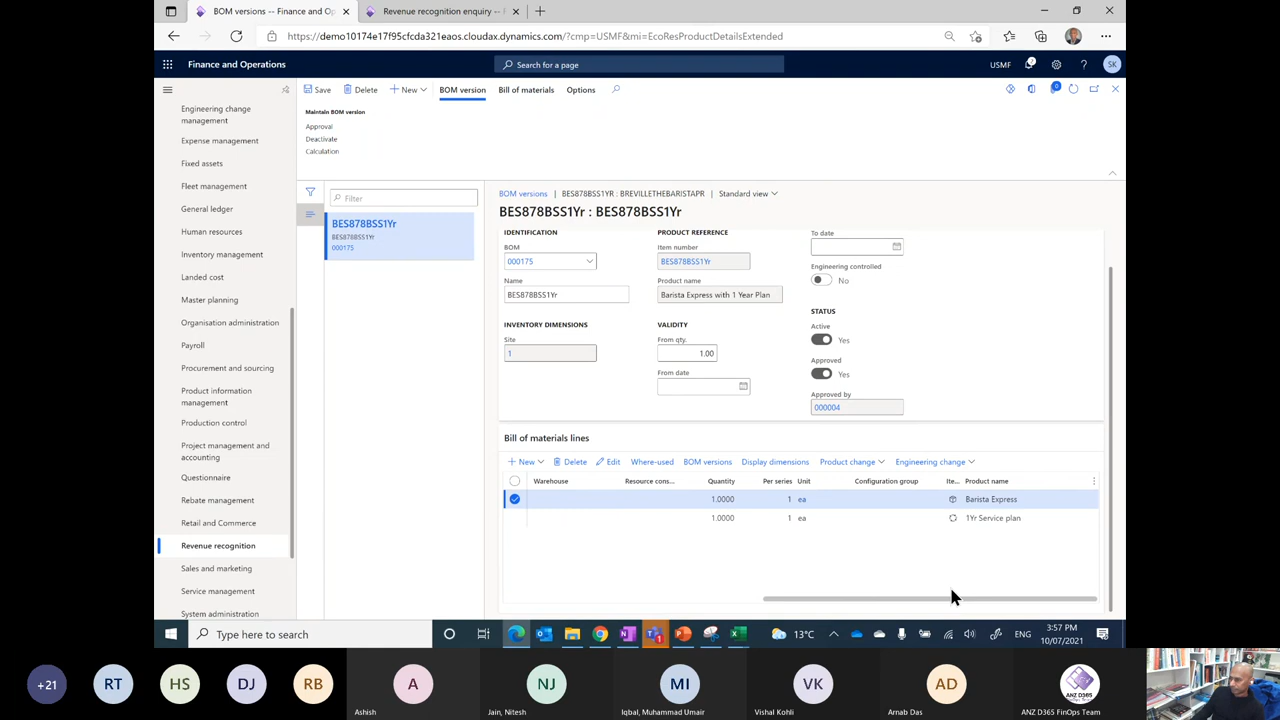 BOM versions -- Finance and Op
Revenue recognition enquiry -- F
https://demo10174e17f95cfcda321eaos.cloudax.dynamics.com/?cmp=USMF&mi=EcoResProductDetailsExtended
Finance and Operations
Search for a page
USMF
SK
Save
Delete
New
BOM version
Bill of materials
Options
0
Maintain BOM version
Approval
Deactivate
Calculation
Engineering change
management
Expense management
Fixed assets
Fleet management
General ledger
Human resources
Inventory management
Landed cost
Master planning
Organisation administration
Payroll
Procurement and sourcing
Product information
management
Production control
Project management and
accounting
Questionnaire
Rebate management
Retail and Commerce
Revenue recognition
Sales and marketing
Service management
System administration
Filter
BES878BSS1Yr
BES878BSS1Yr
000175
BOM versions | BES878BSS1YR : BREVILLETHEBARISTAPR | Standard view
BES878BSS1Yr : BES878BSS1Yr
IDENTIFICATION
BOM
000175
Name
BES878BSS1Yr
INVENTORY DIMENSIONS
Site
1
PRODUCT REFERENCE
Item number
BES878BSS1Yr
Product name
Barista Express with 1 Year Plan
VALIDITY
From qty.
1.00
From date
To date
Engineering controlled
No
STATUS
Active
Yes
Approved
Yes
Approved by
000004
Bill of materials lines
New
Delete
Edit
Where-used
BOM versions
Display dimensions
Product change
Engineering change
Warehouse Resource cons... Quantity Per series Unit Configuration group Ite... Product name
1.0000 1 ea Barista Express
1.0000 1 ea 1Yr Service plan
Type here to search
13°C
ENG
3:57 PM
10/07/2021
+21
RT
HS
DJ
RB
A
NJ
MI
VK
AD
ANZ D365
Ashish
Jain, Nitesh
Iqbal, Muhammad Umair
Vishal Kohli
Arnab Das
ANZ D365 FinOps Team